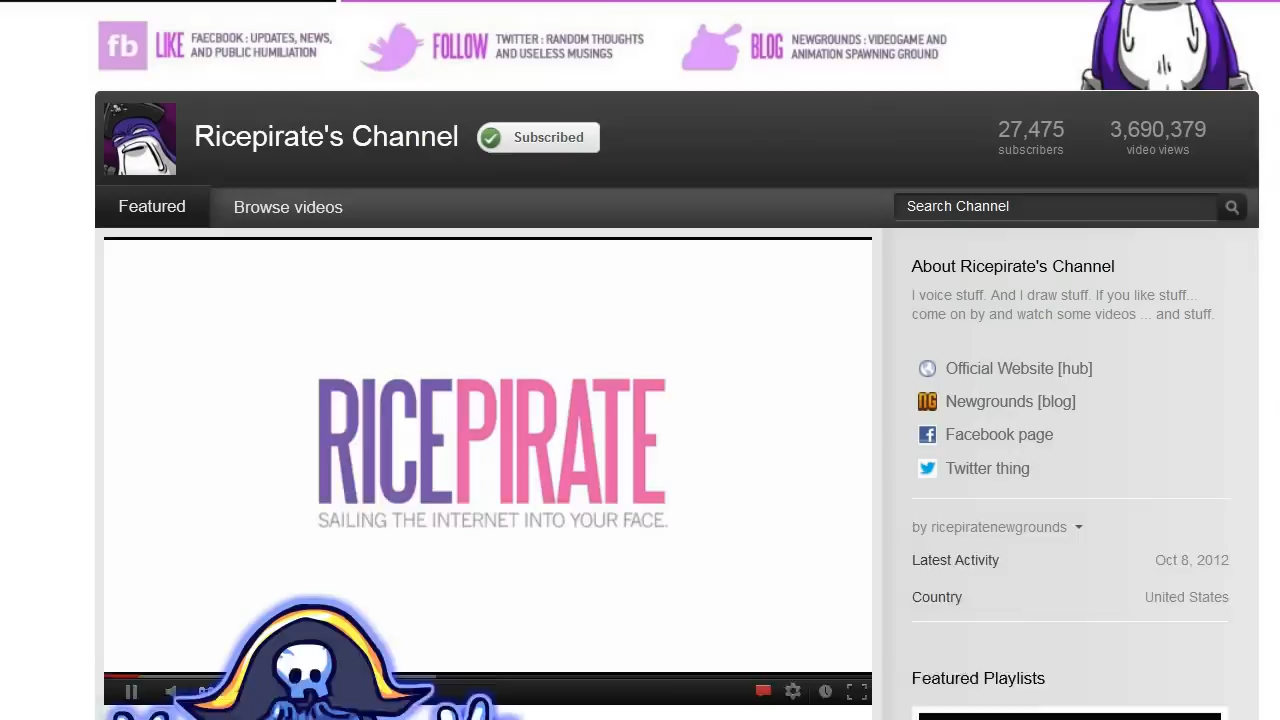 fb
LIKE
FAECBOOK : UPDATES, NEWS,
AND PUBLIC HUMILIATION
FOLLOW
TWITTER : RANDOM THOUGHTS
AND USELESS MUSINGS
BLOG
NEWGROUNDS : VIDEOGAME AND
ANIMATION SPAWNING GROUND
Ricepirate's Channel
Subscribed
27,475
subscribers
3,690,379
video views
Featured
Browse videos
Search Channel
RICEPIRATE
SAILING THE INTERNET INTO YOUR FACE.
About Ricepirate's Channel
I voice stuff. And I draw stuff. If you like stuff...
come on by and watch some videos ... and stuff.
Official Website [hub]
NG
Newgrounds [blog]
f
Facebook page
Twitter thing
by ricepiratenewgrounds
Latest Activity
Oct 8, 2012
Country
United States
Featured Playlists